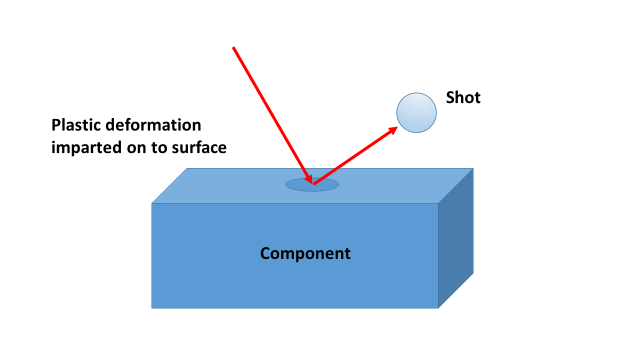 Shot
Plastic deformation
imparted on to surface
Component